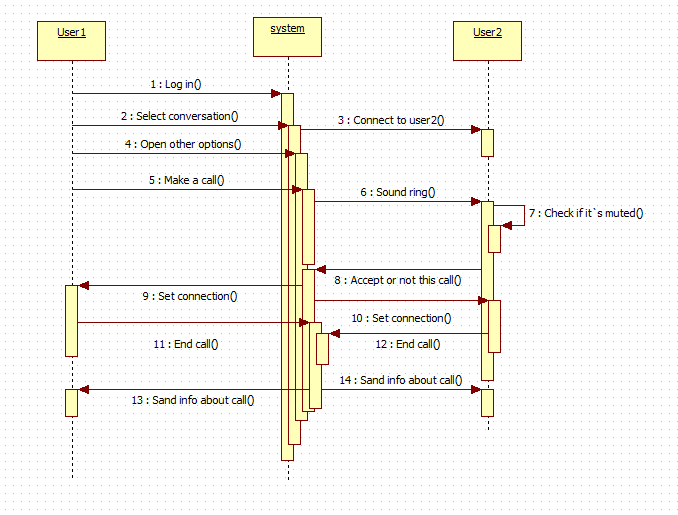 User1
system
User2
1 : Log in()
2 : Select conversation()
3 : Connect to user2()
4 : Open other options()
5 : Make a call()
6 : Sound ring()
7 : Check if it`s muted()
8 : Accept or not this call()
9 : Set connection()
10 : Set connection()
11 : End call()
12 : End call()
14 : Sand info about call()
13 : Sand info about call()